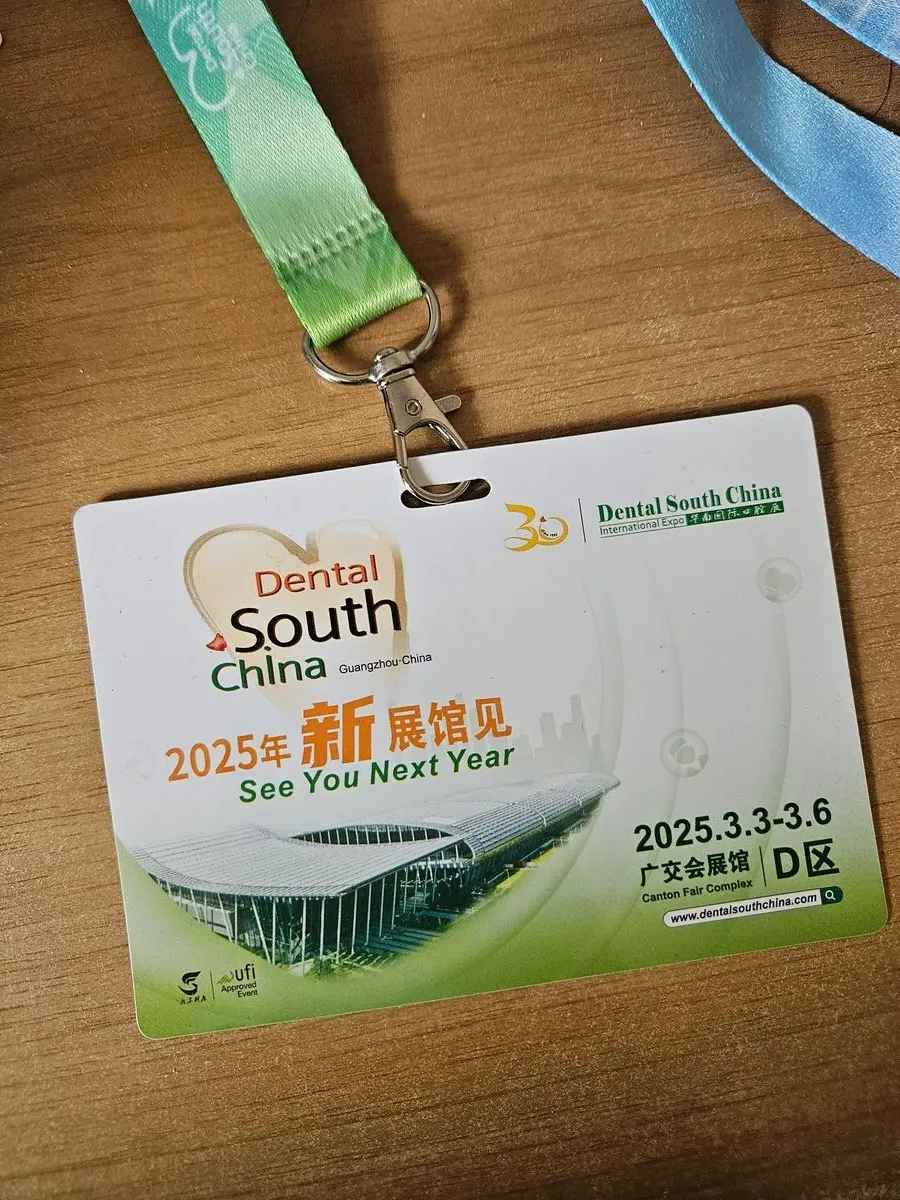 30
Dental South China
International Expo 华南国际口腔展
Dental
South
China Guangzhou·China
2025年 新 展馆见
See You Next Year
2025.3.3-3.6
广交会展馆 D区
Canton Fair Complex
www.dentalsouthchina.com
ufi
Approved
Event